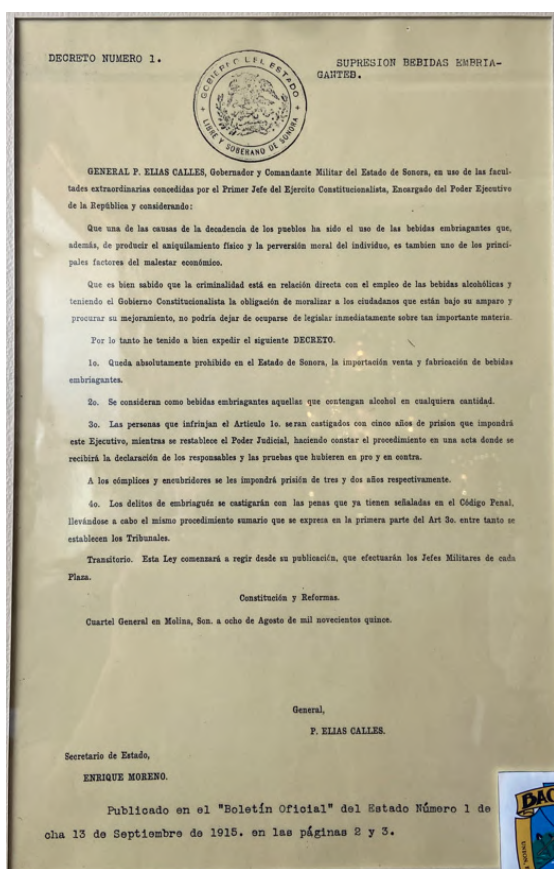 DECRETO NUMERO 1.
SUPRESION BEBIDAS EMBRIA-
GANTES.
GOBIERNO DEL ESTADO
LIBRE Y SOBERANO DE SONORA
GENERAL P. ELIAS CALLES, Gobernador y Comandante Militar del Estado de Sonora, en uso de las facul-
tades extraordinarias concedidas por el Primer Jefe del Ejercito Constitucionalista, Encargado del Poder Ejecutivo
de la República y considerando:
Que una de las causas de la decadencia de los pueblos ha sido el uso de las bebidas embriagantes que,
además, de producir el aniquilamiento físico y la perversión moral del individuo, es tambien uno de los princi-
pales factores del malestar económico.
Que es bien sabido que la criminalidad está en relación directa con el empleo de las bebidas alcohólicas y
teniendo el Gobierno Constitucionalista la obligación de moralizar a los ciudadanos que están bajo su amparo y
procurar su mejoramiento, no podría dejar de ocuparse de legislar inmediatamente sobre tan importante materia.
Por lo tanto he tenido a bien expedir el siguiente DECRETO.
1o. Queda absolutamente prohibido en el Estado de Sonora, la importación venta y fabricación de bebidas
embriagantes.
2o. Se consideran como bebidas embriagantes aquellas que contengan alcohol en cualquiera cantidad.
3o. Las personas que infrinjan el Articulo 1o. seran castigados con cinco años de prision que impondrá
este Ejecutivo, mientras se restablece el Poder Judicial, haciendo constar el procedimiento en una acta donde se
recibirá la declaración de los responsables y las pruebas que hubieren en pro y en contra.
A los cómplices y encubridores se les impondrá prisión de tres y dos años respectivamente.
4o. Los delitos de embriaguéz se castigarán con las penas que ya tienen señaladas en el Código Penal,
llevándose a cabo el mismo procedimiento sumario que se expresa en la primera parte del Art 3o. entre tanto se
establecen los Tribunales.
Transitorio. Esta Ley comenzará a regir desde su publicación, que efectuarán los Jefes Militares de cada
Plaza.
Constitución y Reformas.
Cuartel General en Molina, Son. a ocho de Agosto de mil novecientos quince.
General,
P. ELIAS CALLES.
Secretario de Estado,
ENRIQUE MORENO.
Publicado en el "Boletín Oficial" del Estado Número 1 de
cha 13 de Septiembre de 1915. en las páginas 2 y 3.
BAC
UNION,